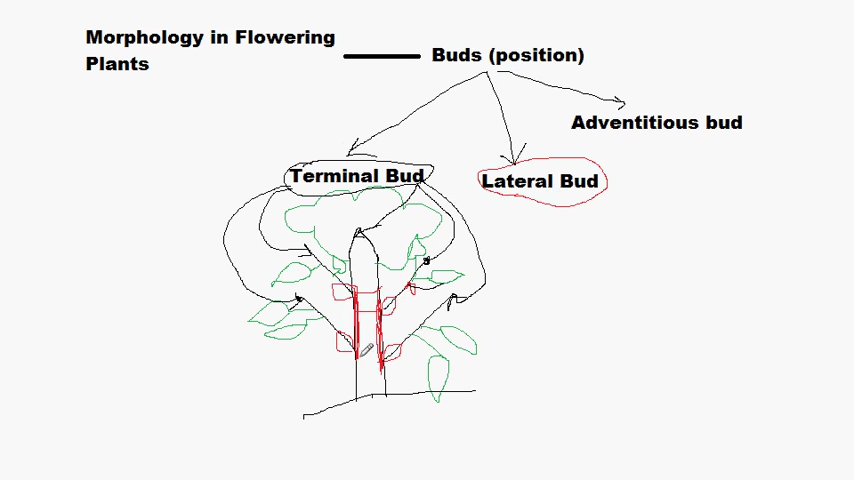 Morphology in Flowering
Plants
Buds (position)
Adventitious bud
Terminal Bud
Lateral Bud